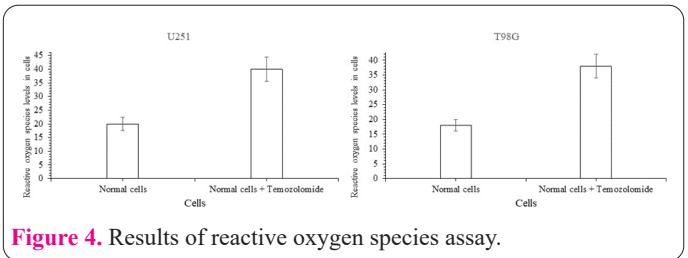 U251
Reactive oxygen species levels in cells
45
40
35
30
25
20
15
10
5
0
Normal cells
Normal cells + Temozolomide
Cells
T98G
Reactive oxygen species levels in cells
40
35
30
25
20
15
10
5
0
Normal cells
Normal cells + Temozolomide
Cells
Figure 4. Results of reactive oxygen species assay.